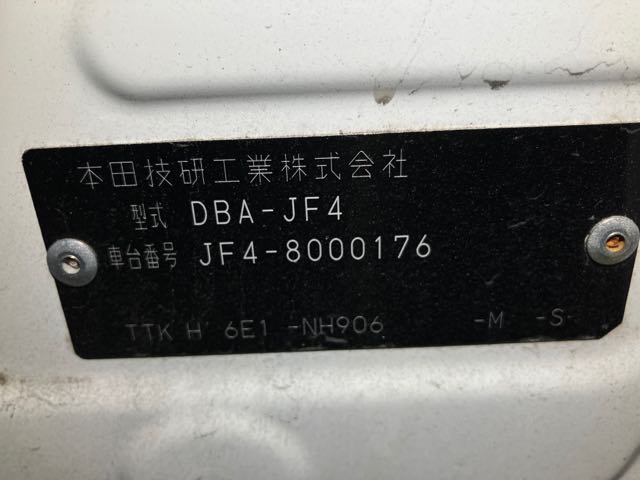 本田技研工業株式会社
型式 DBA-JF4
車台番号 JF4-8000176
TTK H 6E1 -NH906 -M -S-